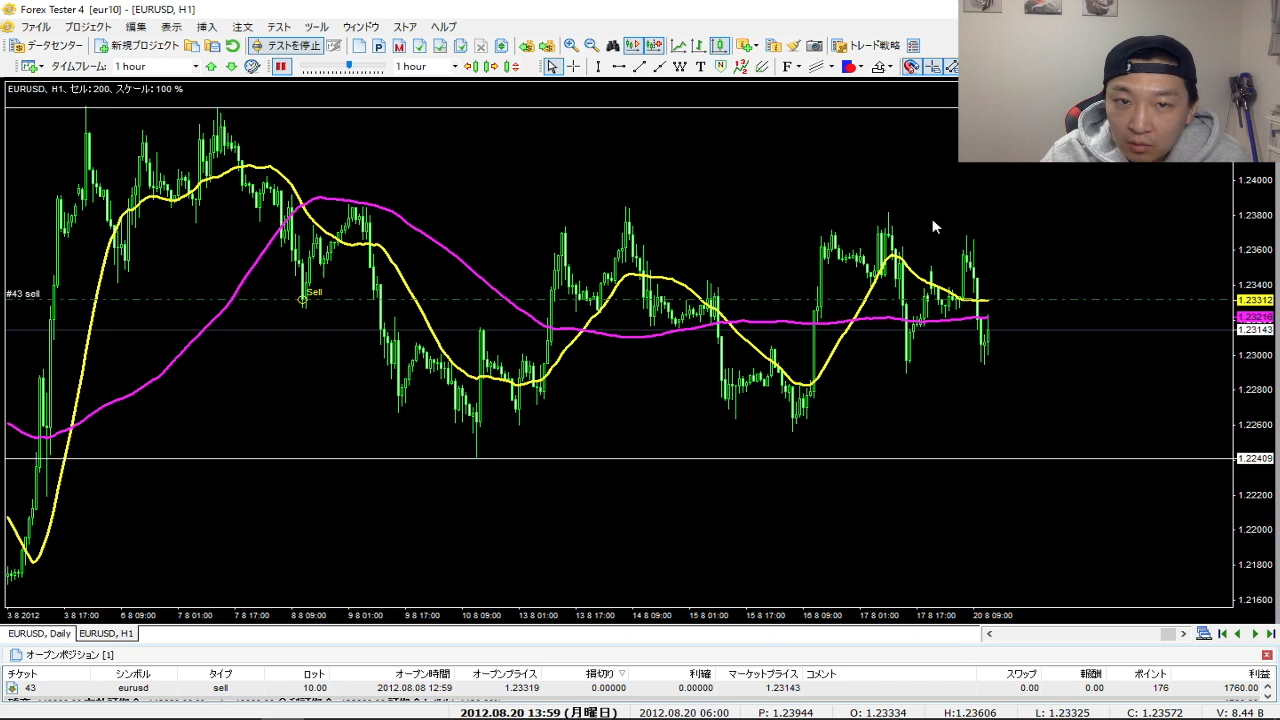 Forex Tester 4 [eur10] - [EURUSD, H1]
ファイル プロジェクト 編集 表示 挿入 注文 テスト ツール ウィンドウ ストア ヘルプ
データセンター 新規プロジェクト テストを停止 トレード戦略
タイムフレーム: 1 hour 1 hour
EURUSD, H1, セル: 200, スケール: 100 %
1.24000
1.23800
1.23600
1.23400
#43 sell Sell
1.23312
1.23216
1.23143
1.23000
1.22800
1.22600
1.22409
1.22200
1.22000
1.21800
1.21600
3 8 2012 3 8 17:00 6 8 09:00 7 8 01:00 7 8 17:00 8 8 09:00 9 8 01:00 9 8 17:00 10 8 09:00 13 8 01:00 13 8 17:00 14 8 09:00 15 8 01:00 15 8 17:00 16 8 09:00 17 8 01:00 17 8 17:00 20 8 09:00
EURUSD, Daily EURUSD, H1
オープンポジション [1]
チケット シンボル タイプ ロット オープン時間 オープンプライス 損切り 利確 マーケットプライス コメント スワップ 報酬 ポイント 利益
43 eurusd sell 10.00 2012.08.08 12:59 1.23319 0.00000 0.00000 1.23143 0.00 0.00 176 1760.00
2012.08.20 13:59 (月曜日) 2012.08.20 06:00 P: 1.23944 O: 1.23334 H:1.23606 L: 1.23325 C: 1.23572 V: 8.44 B